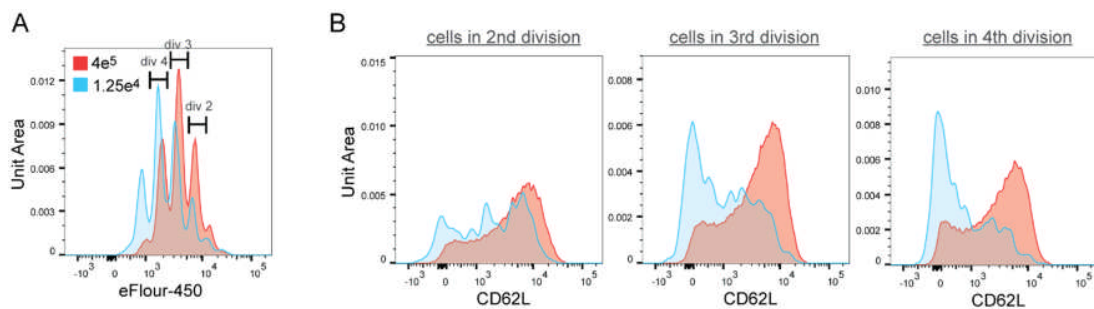 A
B
4e5
1.25e4
div 4
div 3
div 2
Unit Area
0.012
0.009
0.006
0.003
0
-10³ 0 10³ 10⁴ 10⁵
eFlour-450
cells in 2nd division
Unit Area
0.015
0.010
0.005
0.00
-10³ 0 10³ 10⁴ 10⁵
CD62L
cells in 3rd division
0.008
0.006
0.004
0.002
0
-10³ 0 10³ 10⁴ 10⁵
CD62L
cells in 4th division
0.010
0.008
0.006
0.004
0.002
0
-10³ 0 10³ 10⁴ 10⁵
CD62L